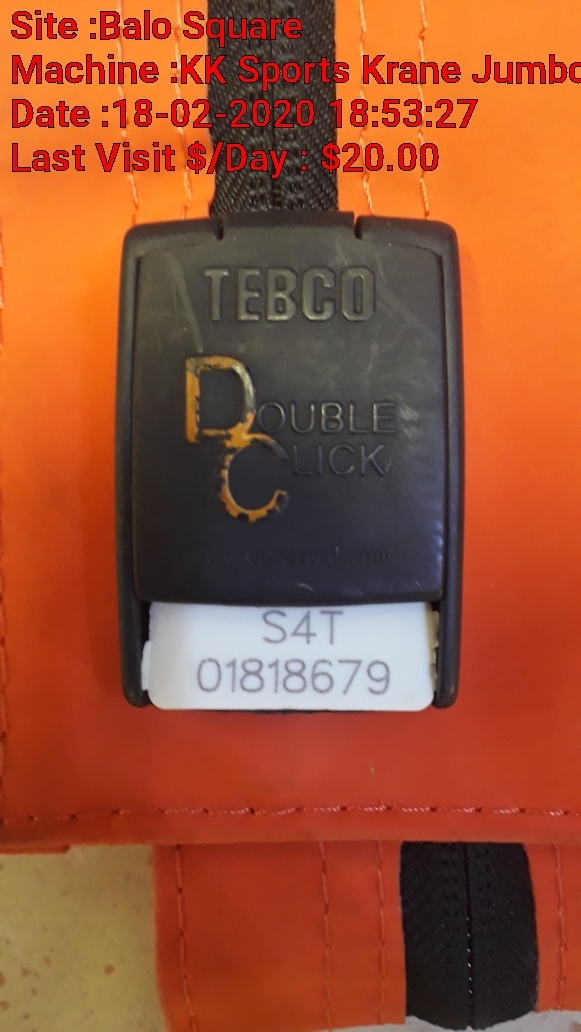 Site :Balo Square
Machine :KK Sports Krane Jumbo
Date :18-02-2020 18:53:27
Last Visit $/Day : $20.00
TEBCO
DOUBLE
CLICK
S4T
01818679